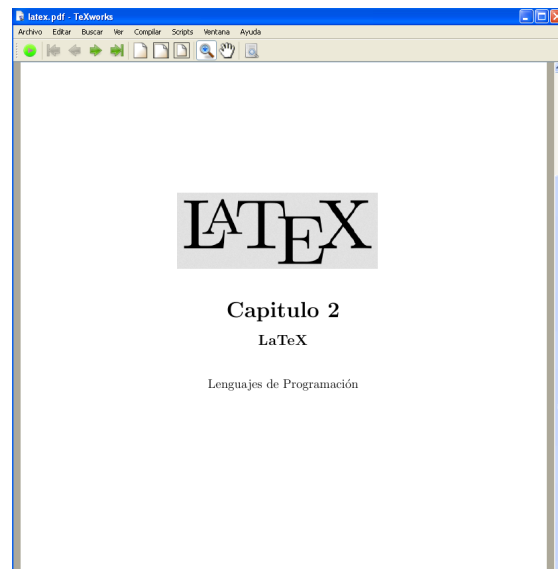 latex.pdf - TeXworks
Archivo Editar Buscar Ver Compilar Scripts Ventana Ayuda
LATEX
Capitulo 2
LaTeX
Lenguajes de Programación